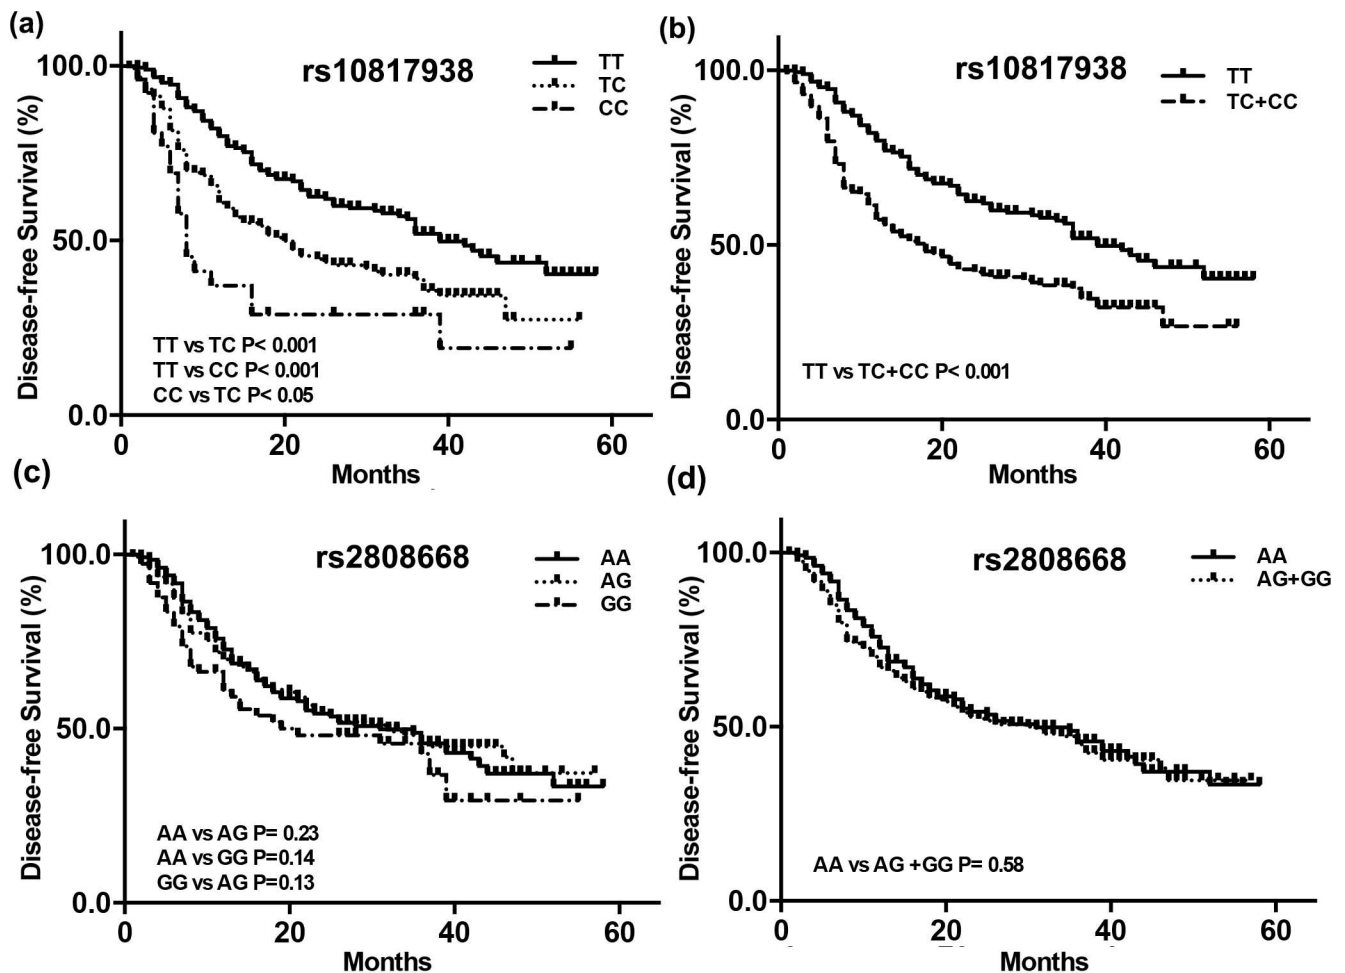 (a)
rs10817938
TT
TC
CC
Disease-free Survival (%)
100.0
50.0
0.0
TT vs TC P< 0.001
TT vs CC P< 0.001
CC vs TC P< 0.05
0 20 40 60
Months
(b)
rs10817938
TT
TC+CC
Disease-free Survival (%)
100.0
50.0
0.0
TT vs TC+CC P< 0.001
0 20 40 60
Months
(c)
rs2808668
AA
AG
GG
Disease-free Survival (%)
100.0
50.0
0.0
AA vs AG P= 0.23
AA vs GG P=0.14
GG vs AG P=0.13
0 20 40 60
Months
(d)
rs2808668
AA
AG+GG
Disease-free Survival (%)
100.0
50.0
0.0
AA vs AG +GG P= 0.58
0 20 40 60
Months